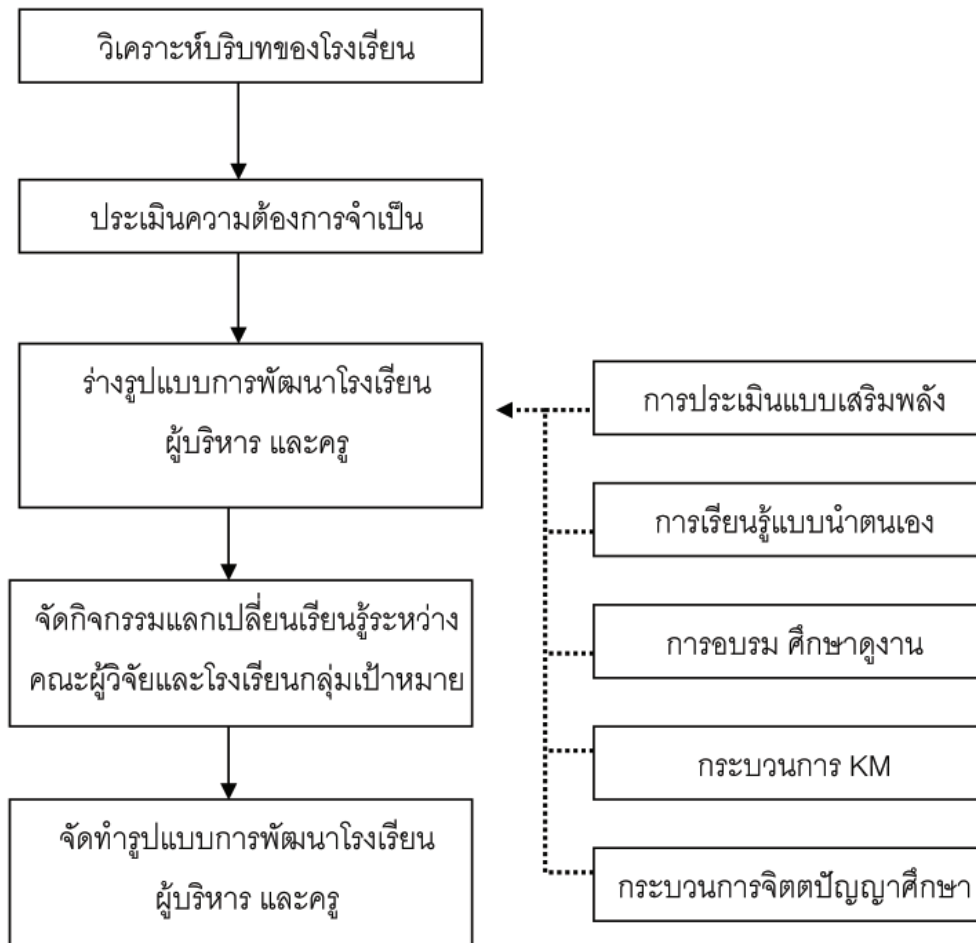 วิเคราะห์บริบทของโรงเรียน
ประเมินความต้องการจำเป็น
ร่างรูปแบบการพัฒนาโรงเรียน
ผู้บริหาร และครู
จัดกิจกรรมแลกเปลี่ยนเรียนรู้ระหว่าง
คณะผู้วิจัยและโรงเรียนกลุ่มเป้าหมาย
จัดทำรูปแบบการพัฒนาโรงเรียน
ผู้บริหาร และครู
การประเมินแบบเสริมพลัง
การเรียนรู้แบบนำตนเอง
การอบรม ศึกษาดูงาน
กระบวนการ KM
กระบวนการจิตตปัญญาศึกษา